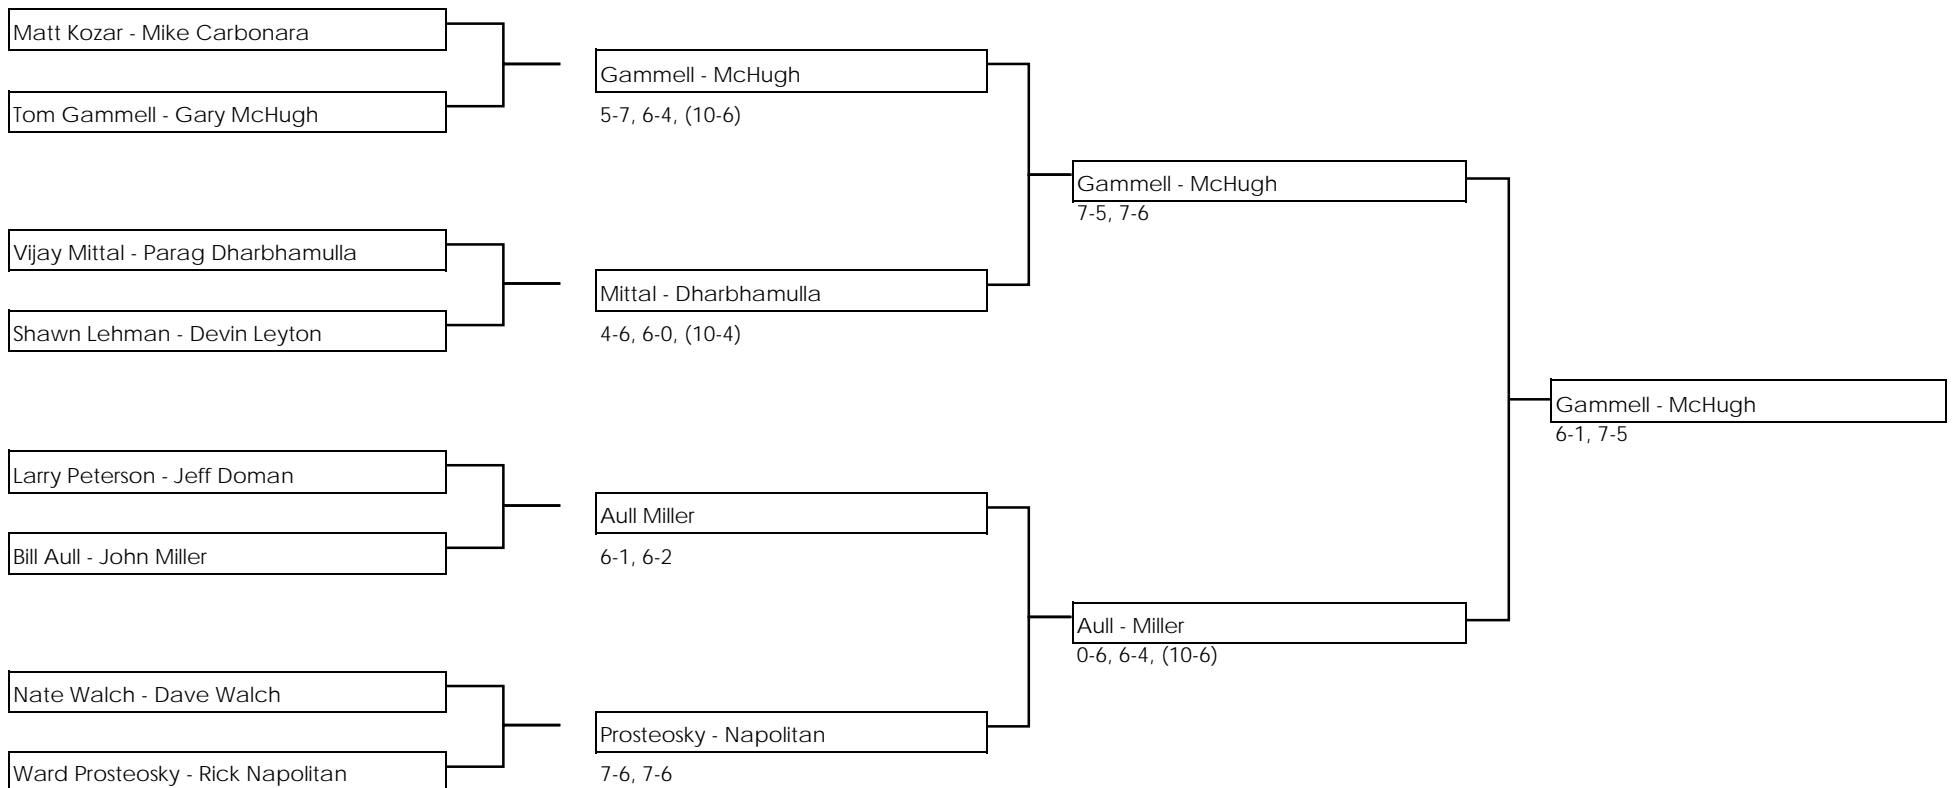 Matt Kozar - Mike Carbonara
Gammell - McHugh
Tom Gammell - Gary McHugh
5-7, 6-4, (10-6)
Gammell - McHugh
7-5, 7-6
Vijay Mittal - Parag Dharbhamulla
Mittal - Dharbhamulla
Shawn Lehman - Devin Leyton
4-6, 6-0, (10-4)
Gammell - McHugh
6-1, 7-5
Larry Peterson - Jeff Doman
Aull Miller
Bill Aull - John Miller
6-1, 6-2
Aull - Miller
0-6, 6-4, (10-6)
Nate Walch - Dave Walch
Prosteosky - Napolitan
Ward Prosteosky - Rick Napolitan
7-6, 7-6